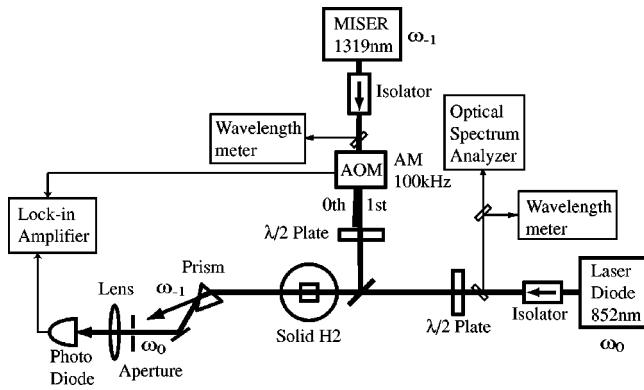 MISER
1319nm
ω-1
Isolator
Wavelength
meter
AOM
AM
100kHz
Optical
Spectrum
Analyzer
0th
1st
Lock-in
Amplifier
λ/2 Plate
Wavelength
meter
Prism
Lens
ω-1
Laser
Diode
852nm
Isolator
λ/2 Plate
Solid H2
ω0
ω0
Photo
Diode
Aperture